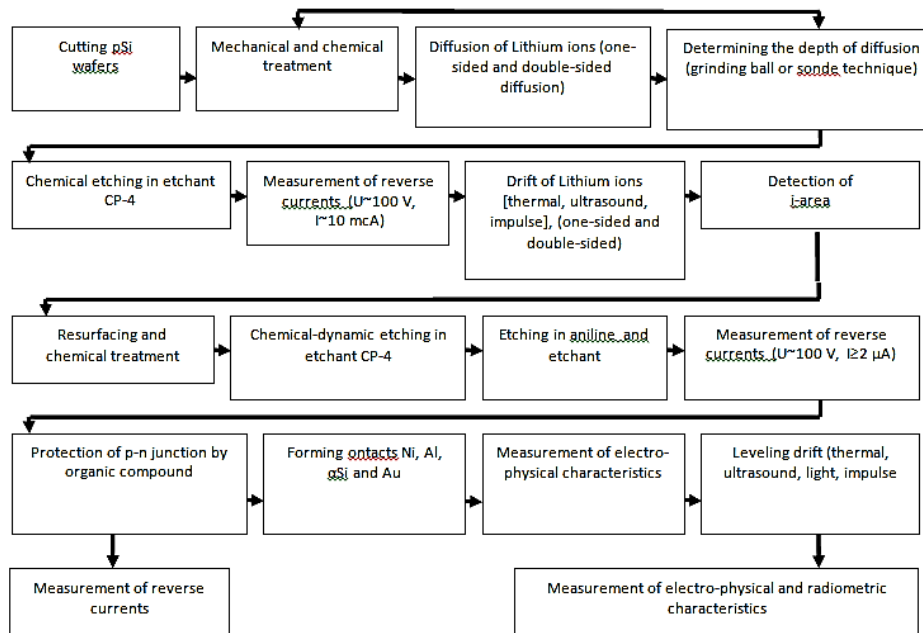 Cutting pSi
wafers
Mechanical and chemical
treatment
Diffusion of Lithium ions (one-
sided and double-sided
diffusion)
Determining the depth of diffusion
(grinding ball or sonde technique)
Chemical etching in etchant
CP-4
Measurement of reverse
currents (U~100 V,
I~10 mcA)
Drift of Lithium ions
[thermal, ultrasound,
impulse], (one-sided and
double-sided)
Detection of
i-area
Resurfacing and
chemical treatment
Chemical-dynamic etching in
etchant CP-4
Etching in aniline and
etchant
Measurement of reverse
currents (U~100 V, I≥2 μA)
Protection of p-n junction by
organic compound
Forming ontacts Ni, Al,
αSi and Au
Measurement of electro-
physical characteristics
Leveling drift (thermal,
ultrasound, light, impulse
Measurement of reverse
currents
Measurement of electro-physical and radiometric
characteristics